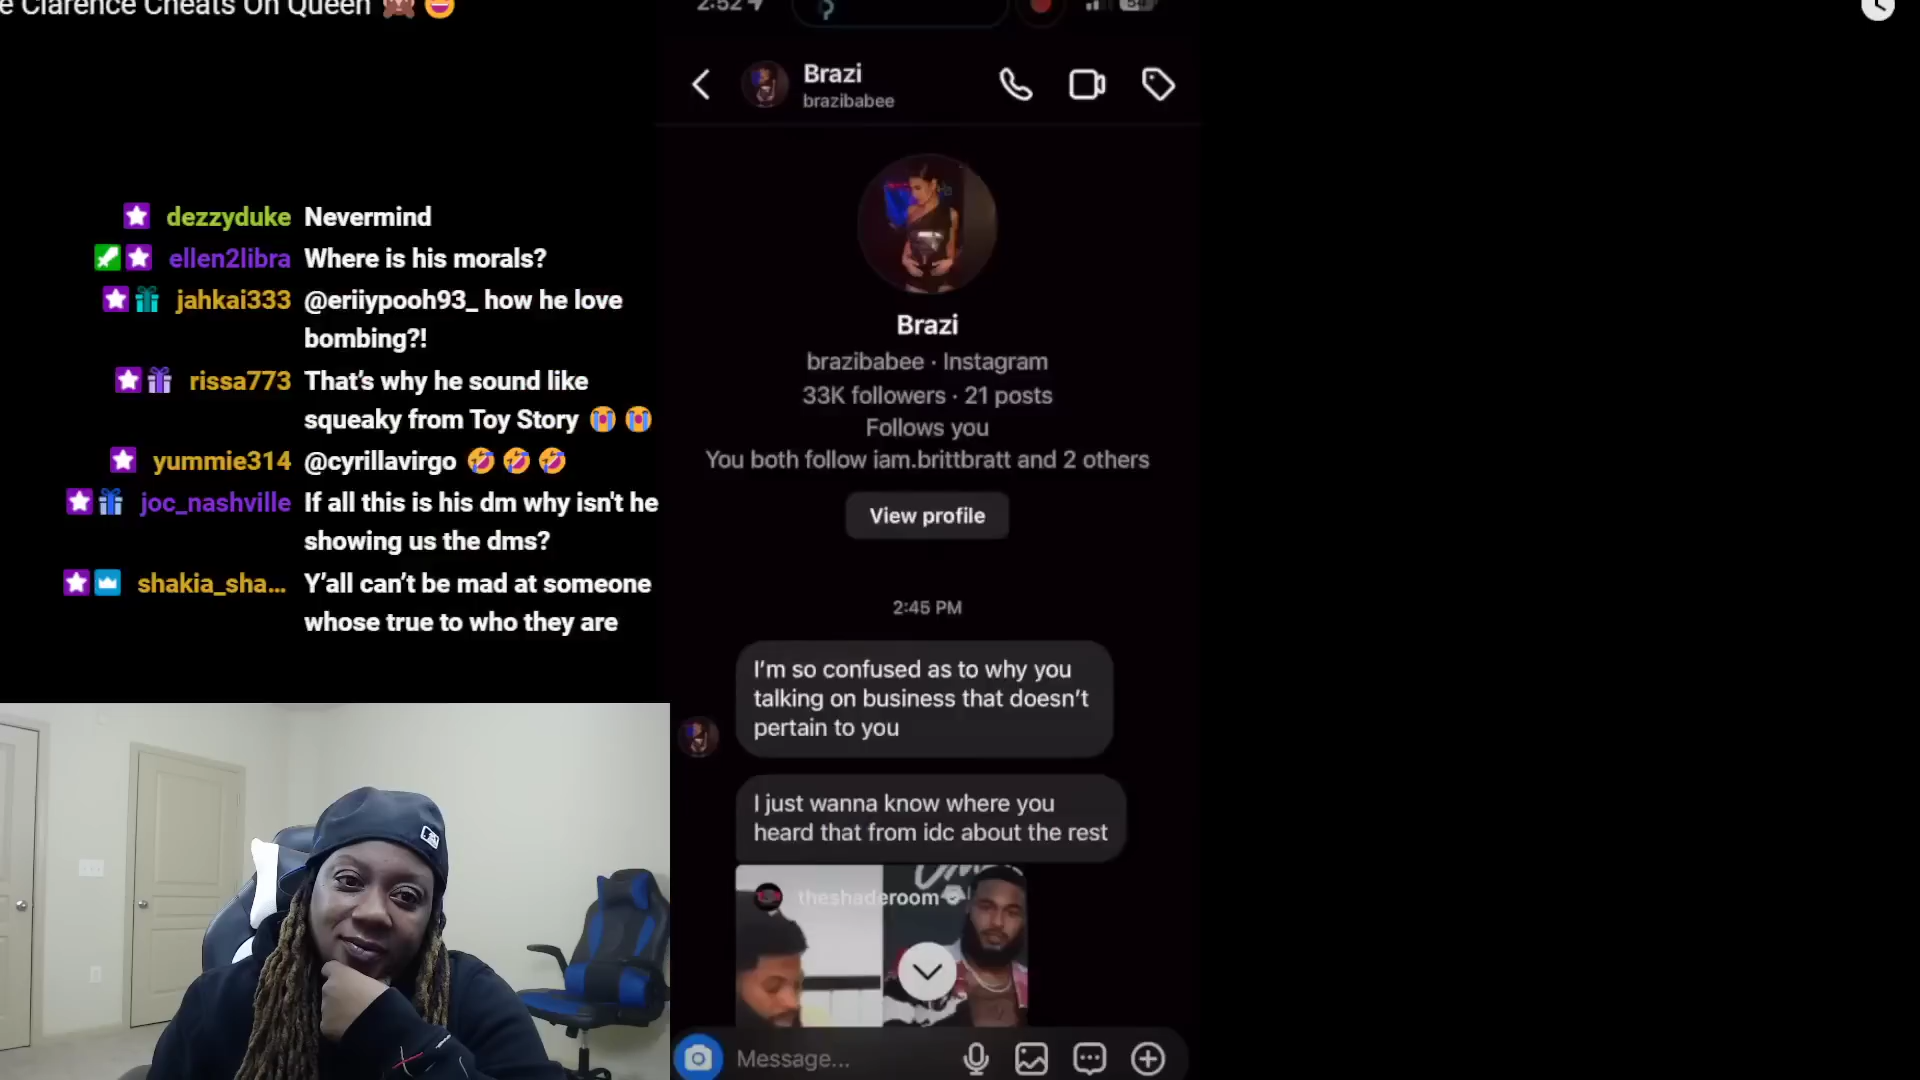 e Clarence Cheats On Queen 🙈 😄
2:52
54
Brazi
brazibabee
dezzyduke Nevermind
ellen2libra Where is his morals?
jahkai333 @eriiypooh93_ how he love
bombing?!
rissa773 That's why he sound like
squeaky from Toy Story 😭 😭
yummie314 @cyrillavirgo 🤣 🤣 🤣
joc_nashville If all this is his dm why isn't he
showing us the dms?
shakia_sha... Y'all can't be mad at someone
whose true to who they are
Brazi
brazibabee · Instagram
33K followers · 21 posts
Follows you
You both follow iam.brittbratt and 2 others
View profile
2:45 PM
I'm so confused as to why you
talking on business that doesn't
pertain to you
I just wanna know where you
heard that from idc about the rest
theshaderoom
Message...